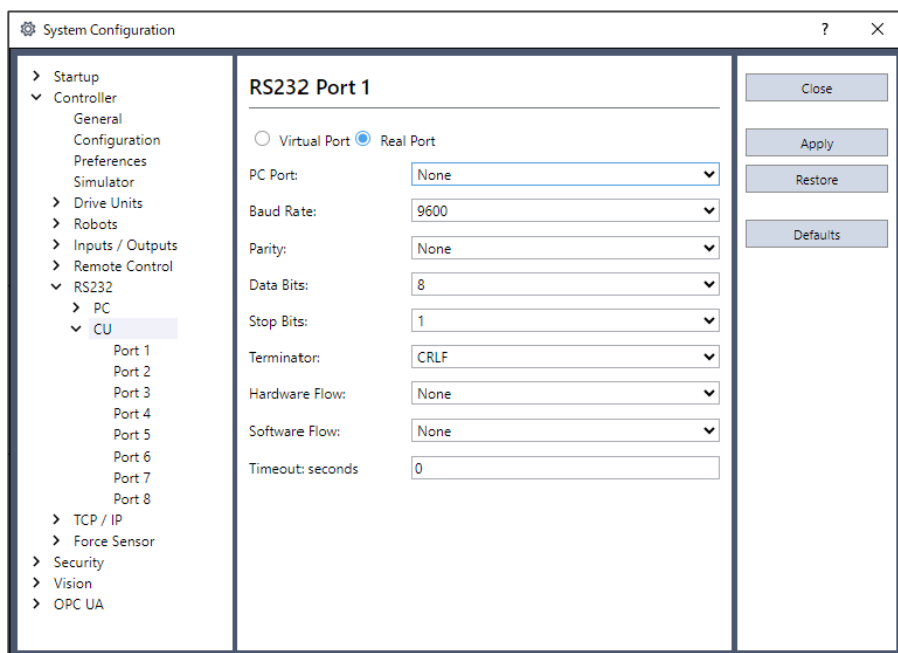 System Configuration
?
Startup
Controller
General
Configuration
Preferences
Simulator
Drive Units
Robots
Inputs / Outputs
Remote Control
RS232
PC
CU
Port 1
Port 2
Port 3
Port 4
Port 5
Port 6
Port 7
Port 8
TCP / IP
Force Sensor
Security
Vision
OPC UA
RS232 Port 1
Virtual Port Real Port
PC Port: None
Baud Rate: 9600
Parity: None
Data Bits: 8
Stop Bits: 1
Terminator: CRLF
Hardware Flow: None
Software Flow: None
Timeout: seconds 0
Close
Apply
Restore
Defaults